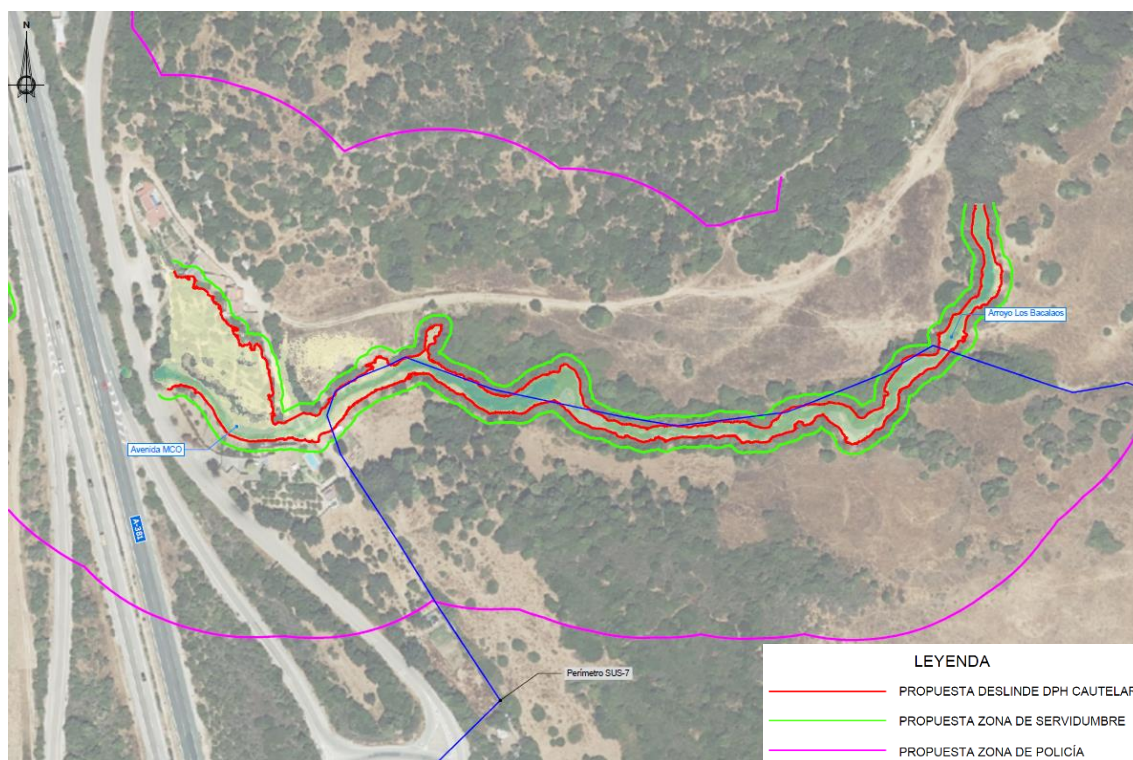 N
Arroyo Los Bacalaos
Avenida MCO
A-381
Perímetro SUS-7
LEYENDA
PROPUESTA DESLINDE DPH CAUTELAR
PROPUESTA ZONA DE SERVIDUMBRE
PROPUESTA ZONA DE POLICÍA